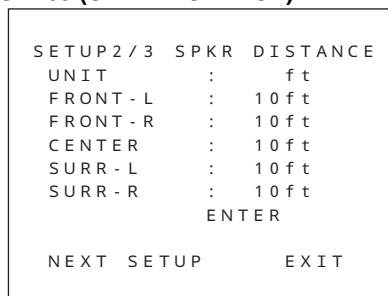 SETUP2/3 SPKR DISTANCE
UNIT : ft
FRONT-L : 10ft
FRONT-R : 10ft
CENTER : 10ft
SURR-L : 10ft
SURR-R : 10ft
ENTER
NEXT SETUP EXIT